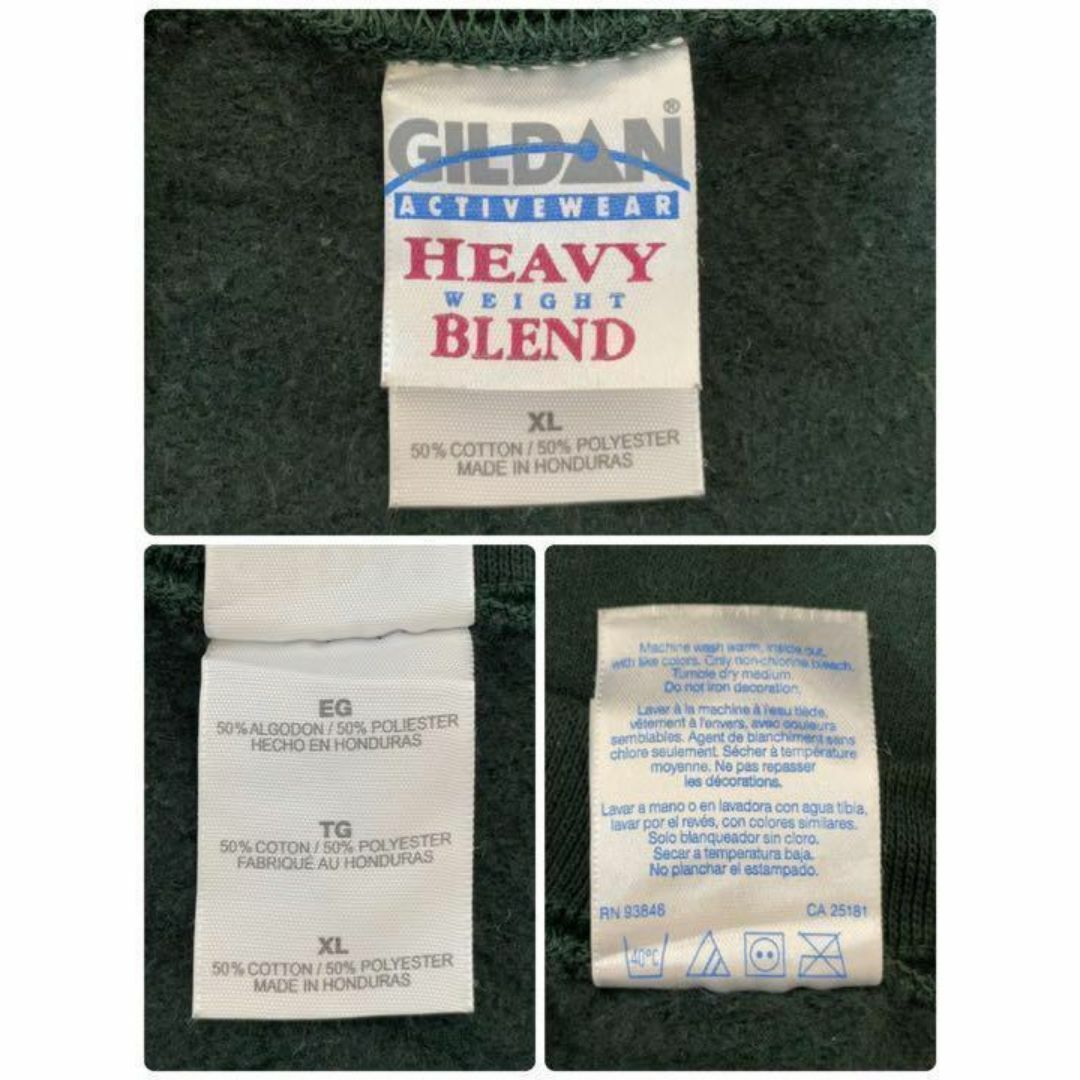 GILDAN®
ACTIVEWEAR
HEAVY
WEIGHT
BLEND
XL
50% COTTON / 50% POLYESTER
MADE IN HONDURAS
EG
50% ALGODON / 50% POLIESTER
HECHO EN HONDURAS
TG
50% COTON / 50% POLYESTER
FABRIQUÉ AU HONDURAS
XL
50% COTTON / 50% POLYESTER
MADE IN HONDURAS
Machine wash warm, inside out,
with like colors. Only non-chlorine bleach.
Tumble dry medium.
Do not iron decoration.
Laver à la machine à l'eau tiède,
vêtement à l'envers, avec couleurs
semblables. Agent de blanchiment sans
chlore seulement. Sécher à température
moyenne. Ne pas repasser
les décorations.
Lavar a mano o en lavadora con agua tibia,
lavar por el revés, con colores similares.
Solo blanqueador sin cloro.
Secar a temperatura baja.
No planchar el estampado.
RN 93846 CA 25181
40°C